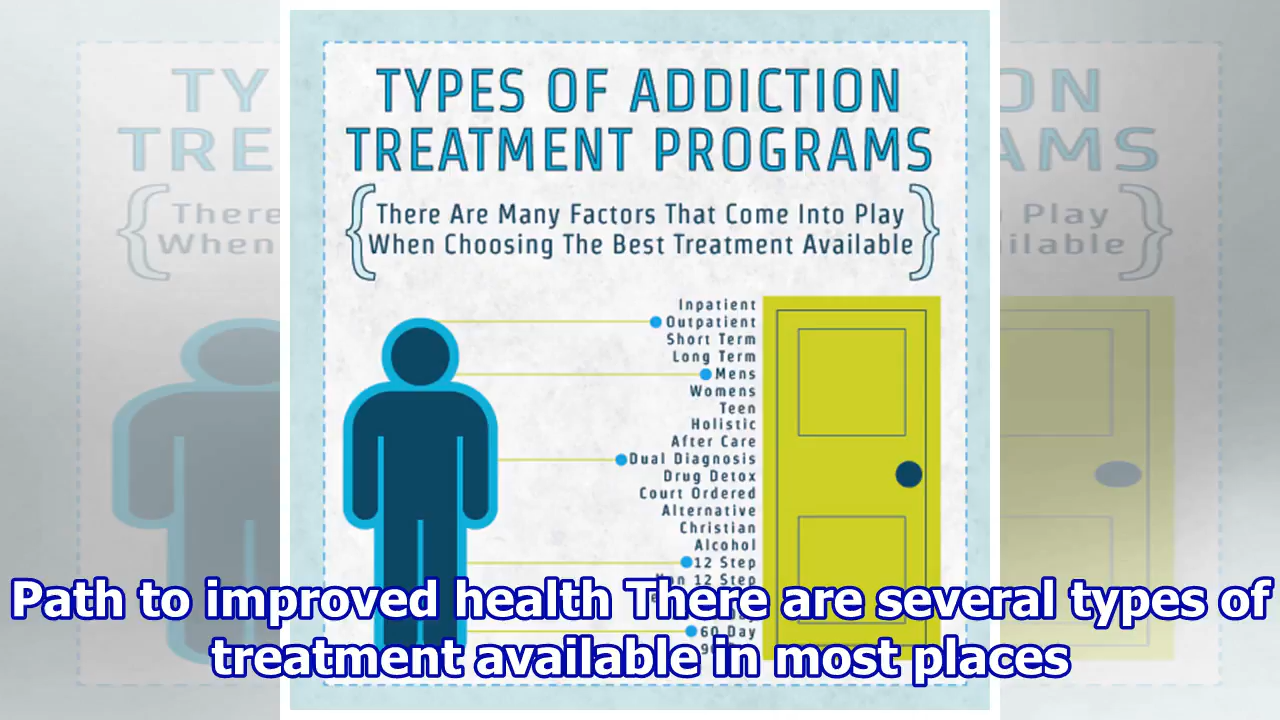 TYPES OF ADDICTION
TREATMENT PROGRAMS
There Are Many Factors That Come Into Play
When Choosing The Best Treatment Available
Inpatient
Outpatient
Short Term
Long Term
Mens
Womens
Teen
Holistic
After Care
Dual Diagnosis
Drug Detox
Court Ordered
Alternative
Christian
Alcohol
12 Step
12 Step
60 Day
Path to improved health There are several types of
treatment available in most places